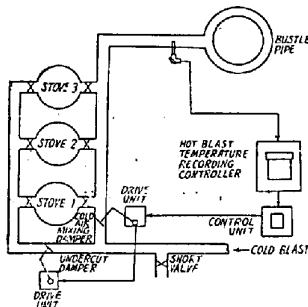 BUSTLE
PIPE
STOVE 3
STOVE 2
STOVE 1
HOT BLAST
TEMPERATURE
RECORDING
CONTROLLER
DRIVE
UNIT
COLD
AIR
MIXING
DAMPER
CONTROL
UNIT
COLD BLAST
UNDERCUT
DAMPER
SNORT
VALVE
DRIVE
UNIT